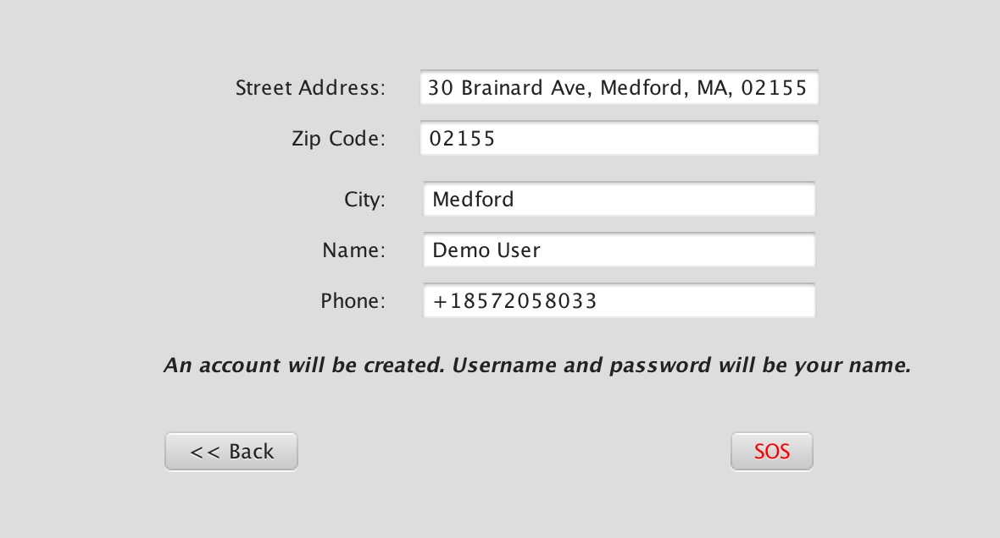 Street Address: 30 Brainard Ave, Medford, MA, 02155
Zip Code: 02155
City: Medford
Name: Demo User
Phone: +18572058033
An account will be created. Username and password will be your name.
<< Back SOS